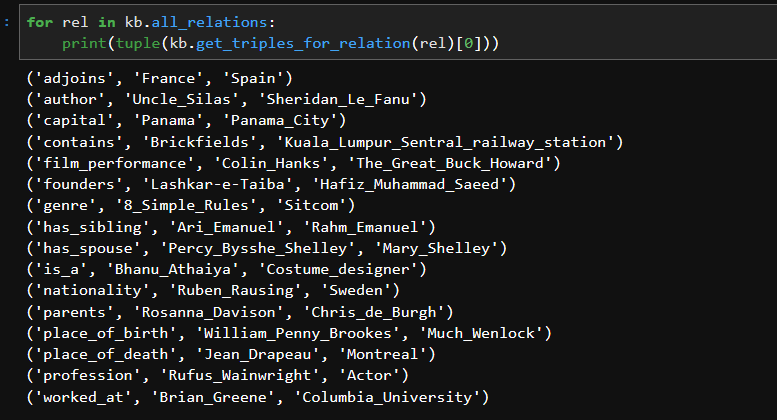 : for rel in kb.all_relations:
print(tuple(kb.get_triples_for_relation(rel)[0]))
('adjoins', 'France', 'Spain')
('author', 'Uncle_Silas', 'Sheridan_Le_Fanu')
('capital', 'Panama', 'Panama_City')
('contains', 'Brickfields', 'Kuala_Lumpur_Sentral_railway_station')
('film_performance', 'Colin_Hanks', 'The_Great_Buck_Howard')
('founders', 'Lashkar-e-Taiba', 'Hafiz_Muhammad_Saeed')
('genre', '8_Simple_Rules', 'Sitcom')
('has_sibling', 'Ari_Emanuel', 'Rahm_Emanuel')
('has_spouse', 'Percy_Bysshe_Shelley', 'Mary_Shelley')
('is_a', 'Bhanu_Athaiya', 'Costume_designer')
('nationality', 'Ruben_Rausing', 'Sweden')
('parents', 'Rosanna_Davison', 'Chris_de_Burgh')
('place_of_birth', 'William_Penny_Brookes', 'Much_Wenlock')
('place_of_death', 'Jean_Drapeau', 'Montreal')
('profession', 'Rufus_Wainwright', 'Actor')
('worked_at', 'Brian_Greene', 'Columbia_University')